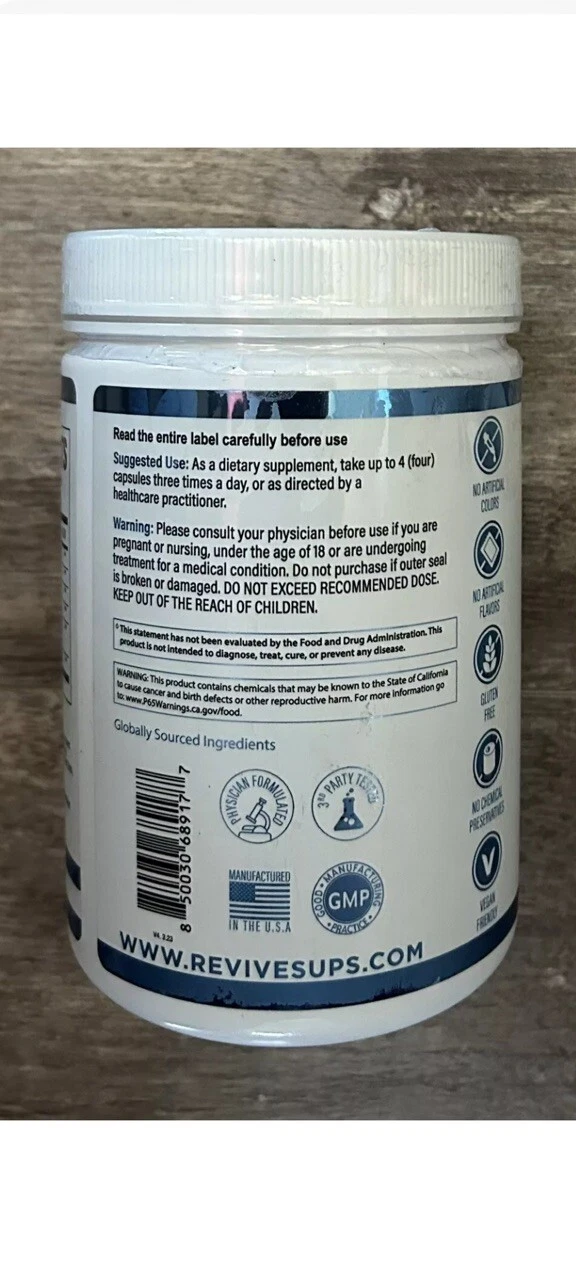 Read the entire label carefully before use
Suggested Use: As a dietary supplement, take up to 4 (four)
capsules three times a day, or as directed by a
healthcare practitioner.
Warning: Please consult your physician before use if you are
pregnant or nursing, under the age of 18 or are undergoing
treatment for a medical condition. Do not purchase if outer seal
is broken or damaged. DO NOT EXCEED RECOMMENDED DOSE.
KEEP OUT OF THE REACH OF CHILDREN.
◊This statement has not been evaluated by the Food and Drug Administration. This
product is not intended to diagnose, treat, cure, or prevent any disease.
WARNING: This product contains chemicals that may be known to the State of California
to cause cancer and birth defects or other reproductive harm. For more information go
to: www.P65Warnings.ca.gov/food.
Globally Sourced Ingredients
8 50030 68917 7
PHYSICIAN FORMULATED
3RD PARTY TESTED
MANUFACTURED
IN THE U.S.A
GOOD • MANUFACTURING
GMP
• PRACTICE •
V4. 2.23
WWW.REVIVESUPS.COM
NO ARTIFICIAL
COLORS
NO ARTIFICIAL
FLAVORS
GLUTEN
FREE
NO CHEMICAL
PRESERVATIVES
V
VEGAN
FRIENDLY